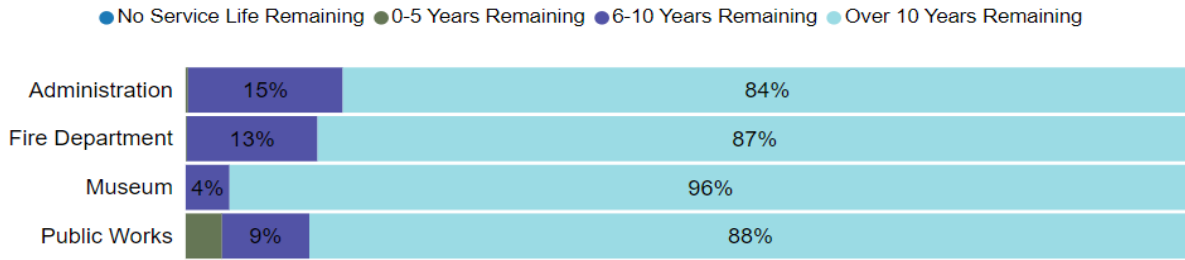 No Service Life Remaining 0-5 Years Remaining 6-10 Years Remaining Over 10 Years Remaining
Administration 15% 84%
Fire Department 13% 87%
Museum 4% 96%
Public Works 9% 88%